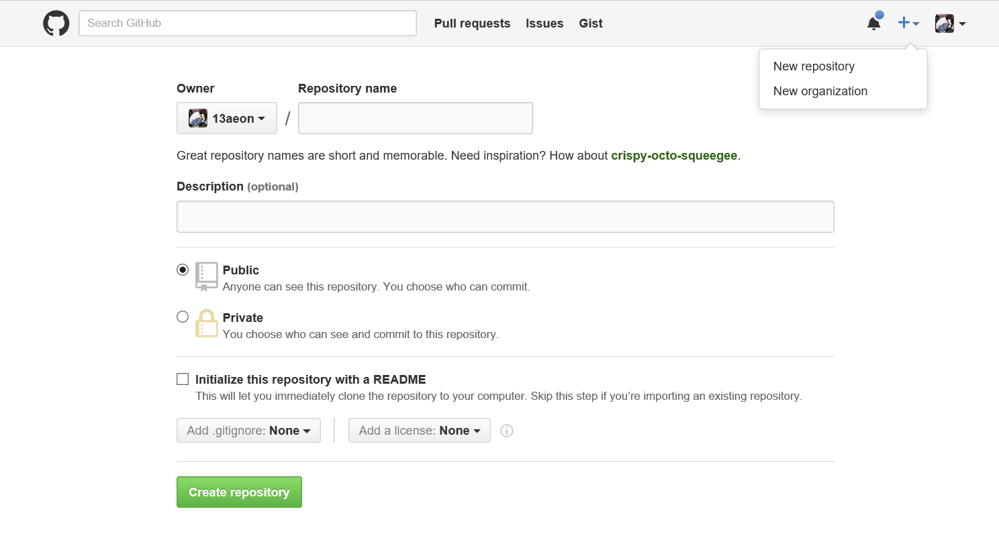 Search GitHub
Pull requests Issues Gist
New repository
New organization
Owner Repository name
13aeon /
Great repository names are short and memorable. Need inspiration? How about crispy-octo-squeegee.
Description (optional)
Public
Anyone can see this repository. You choose who can commit.
Private
You choose who can see and commit to this repository.
Initialize this repository with a README
This will let you immediately clone the repository to your computer. Skip this step if you’re importing an existing repository.
Add .gitignore: None Add a license: None
Create repository